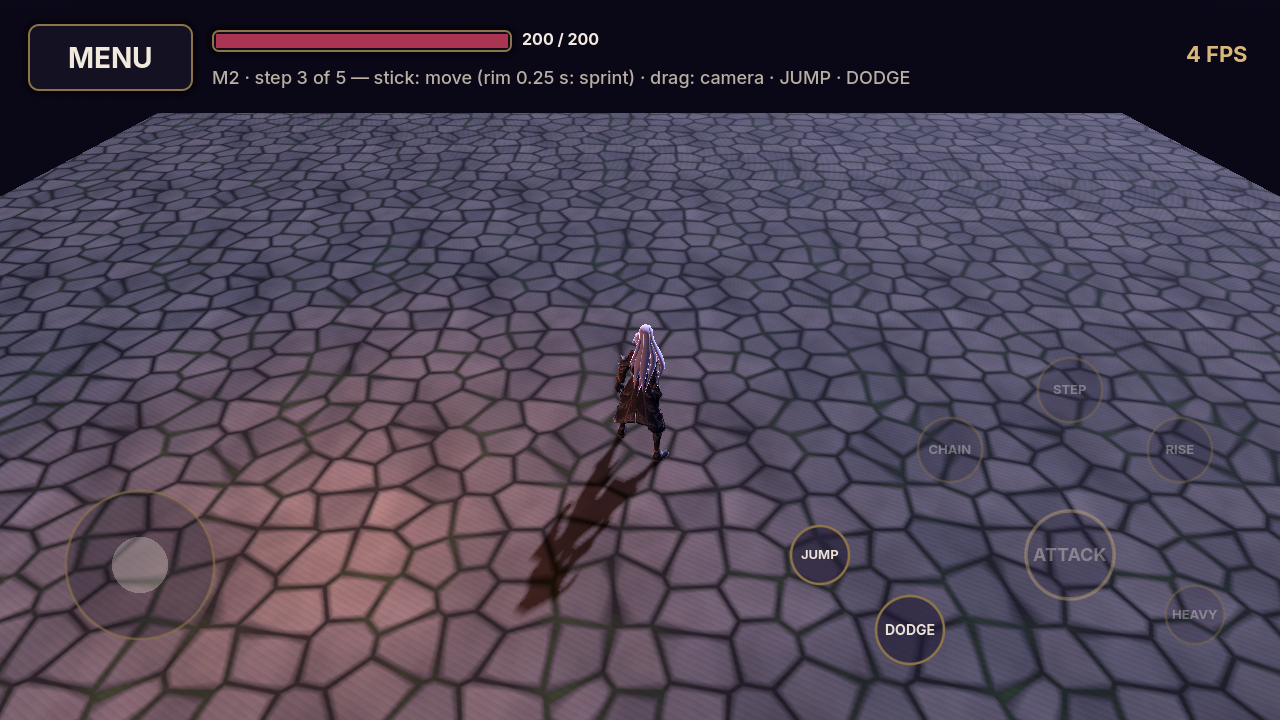 MENU
200 / 200
4 FPS
M2 · step 3 of 5 — stick: move (rim 0.25 s: sprint) · drag: camera · JUMP · DODGE
STEP
CHAIN
RISE
JUMP
ATTACK
HEAVY
DODGE